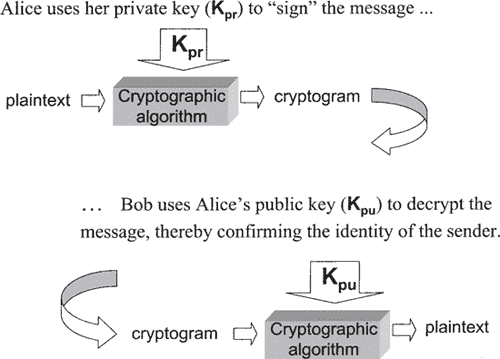 Alice uses her private key (Kpr) to “sign” the message ...
Kpr
plaintext
Cryptographic
algorithm
cryptogram
... Bob uses Alice’s public key (Kpu) to decrypt the
message, thereby confirming the identity of the sender.
Kpu
cryptogram
Cryptographic
algorithm
plaintext